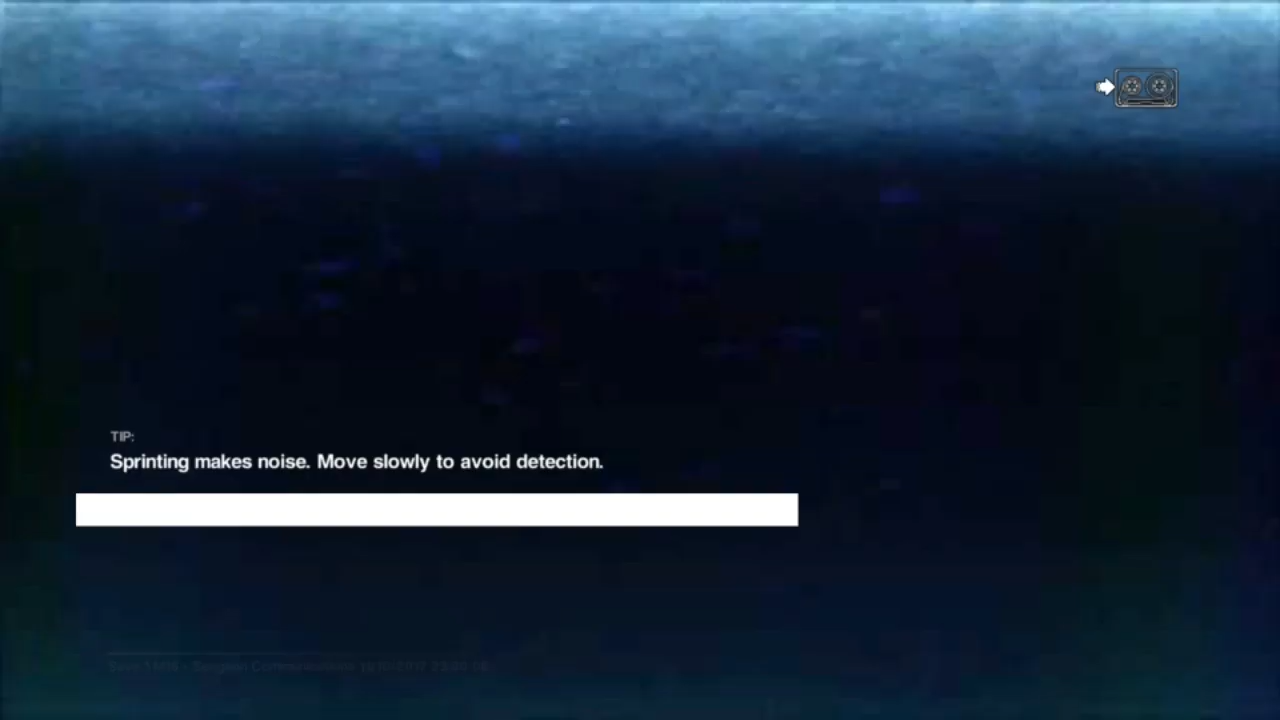 TIP:
Sprinting makes noise. Move slowly to avoid detection.